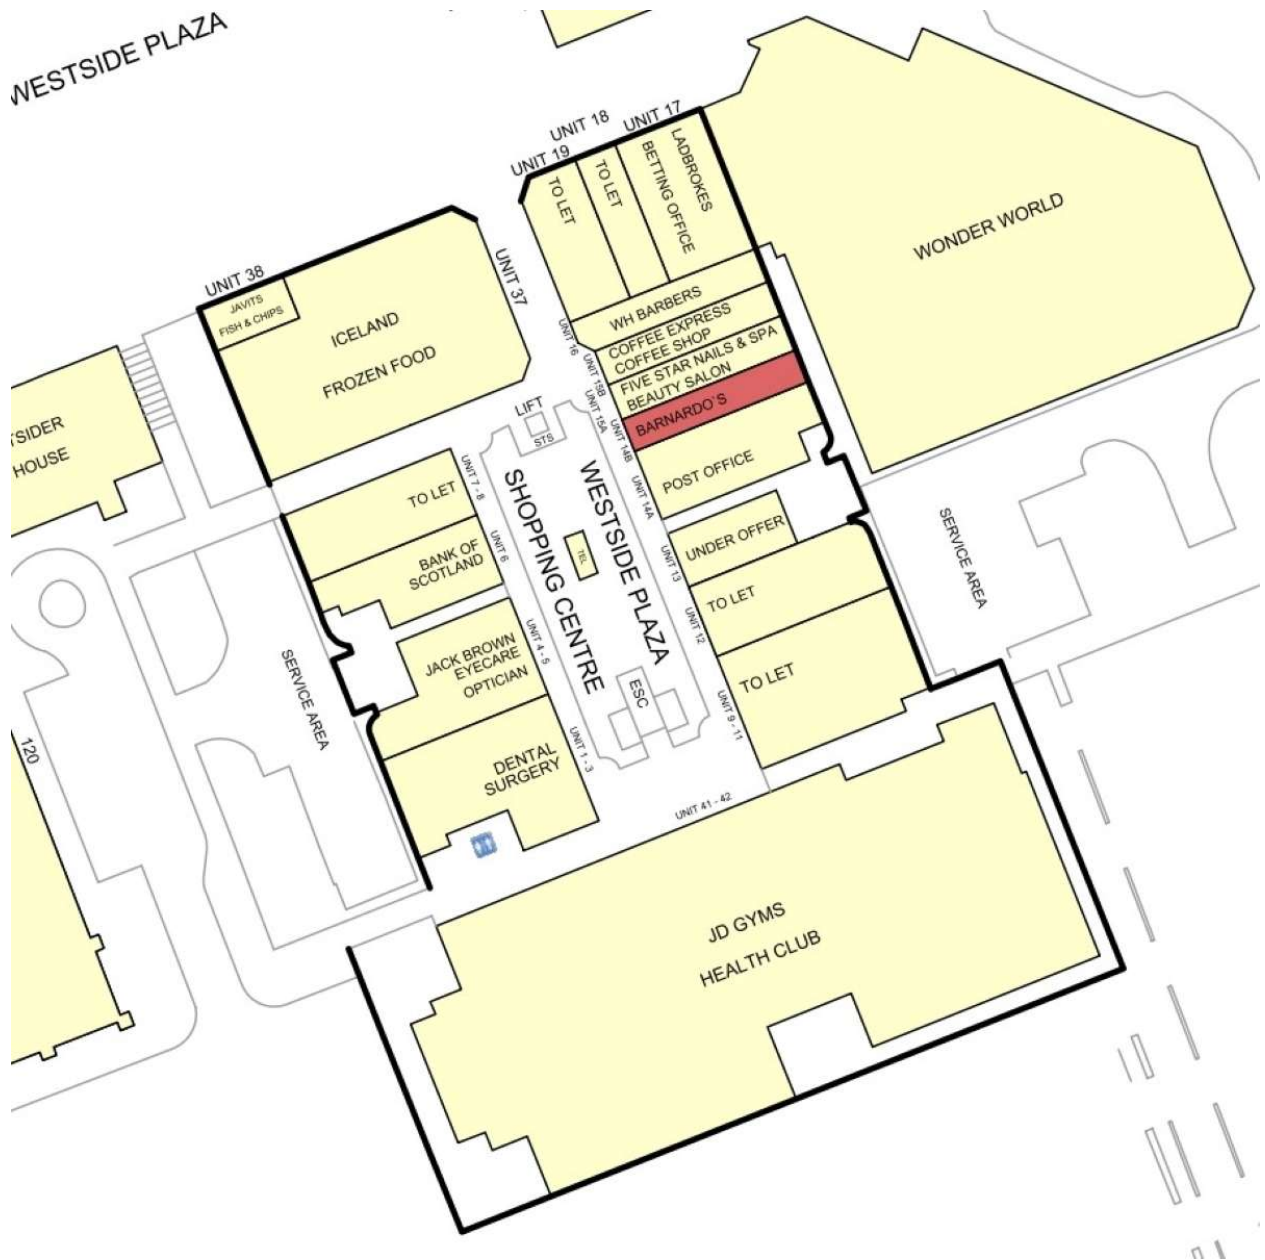 WESTSIDE PLAZA
UNIT 18
UNIT 17
UNIT 19
TO LET
TO LET
LADBROKES
BETTING OFFICE
WONDER WORLD
UNIT 38
JAVITS
FISH & CHIPS
ICELAND
FROZEN FOOD
UNIT 37
WH BARBERS
UNIT 16
COFFEE EXPRESS
COFFEE SHOP
UNIT 15B
FIVE STAR NAILS & SPA
BEAUTY SALON
UNIT 15A
BARNARDO`S
UNIT 14B
POST OFFICE
UNIT 14A
LIFT
STS
TSIDER
HOUSE
TO LET
UNIT 7 - 8
BANK OF
SCOTLAND
UNIT 6
WESTSIDE PLAZA
SHOPPING CENTRE
TEL
UNDER OFFER
UNIT 13
TO LET
UNIT 12
TO LET
UNIT 9 - 11
SERVICE AREA
SERVICE AREA
JACK BROWN
EYECARE
OPTICIAN
UNIT 4 - 5
ESC
DENTAL
SURGERY
UNIT 1 - 3
120
UNIT 41 - 42
JD GYMS
HEALTH CLUB